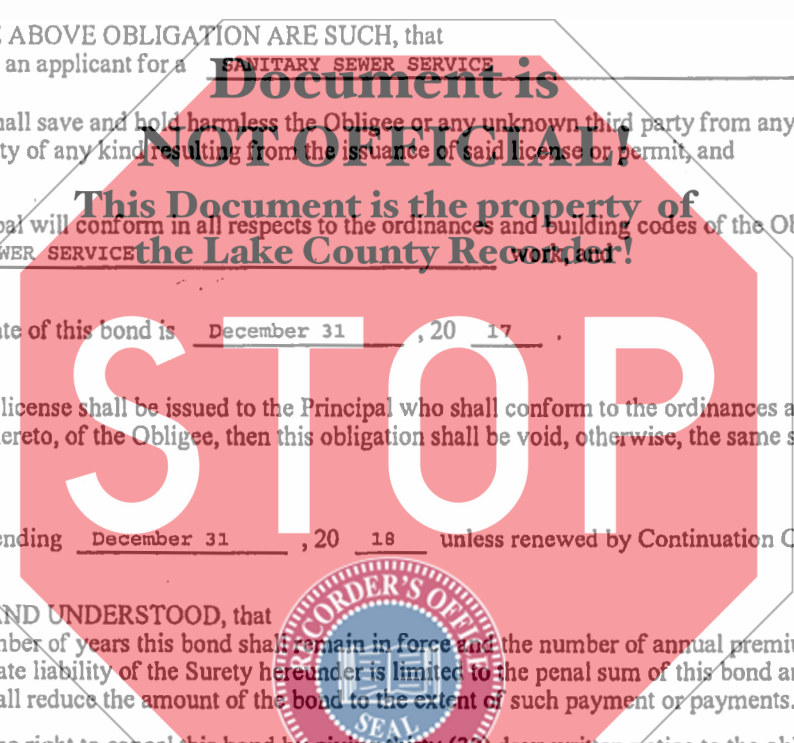 E ABOVE OBLIGATION ARE SUCH, that
an applicant for a SANITARY SEWER SERVICE
Document is
hall save and hold harmless the Obligee or any unknown third party from any
NOT OFFICIAL!
ty of any kind resulting from the issuance of said license or permit, and
This Document is the property of
pal will conform in all respects to the ordinances and building codes of the Ob
the Lake County Recorder!
WER SERVICE work, and
ate of this bond is December 31 , 20 17 .
STOP
license shall be issued to the Principal who shall conform to the ordinances a
hereto, of the Obligee, then this obligation shall be void, otherwise, the same s
ending December 31 , 20 18 unless renewed by Continuation C
AND UNDERSTOOD, that
RECORDER'S OFFICE
mber of years this bond shall remain in force and the number of annual premiu
ate liability of the Surety hereunder is limited to the penal sum of this bond an
all reduce the amount of the bond to the extent of such payment or payments.
SEAL